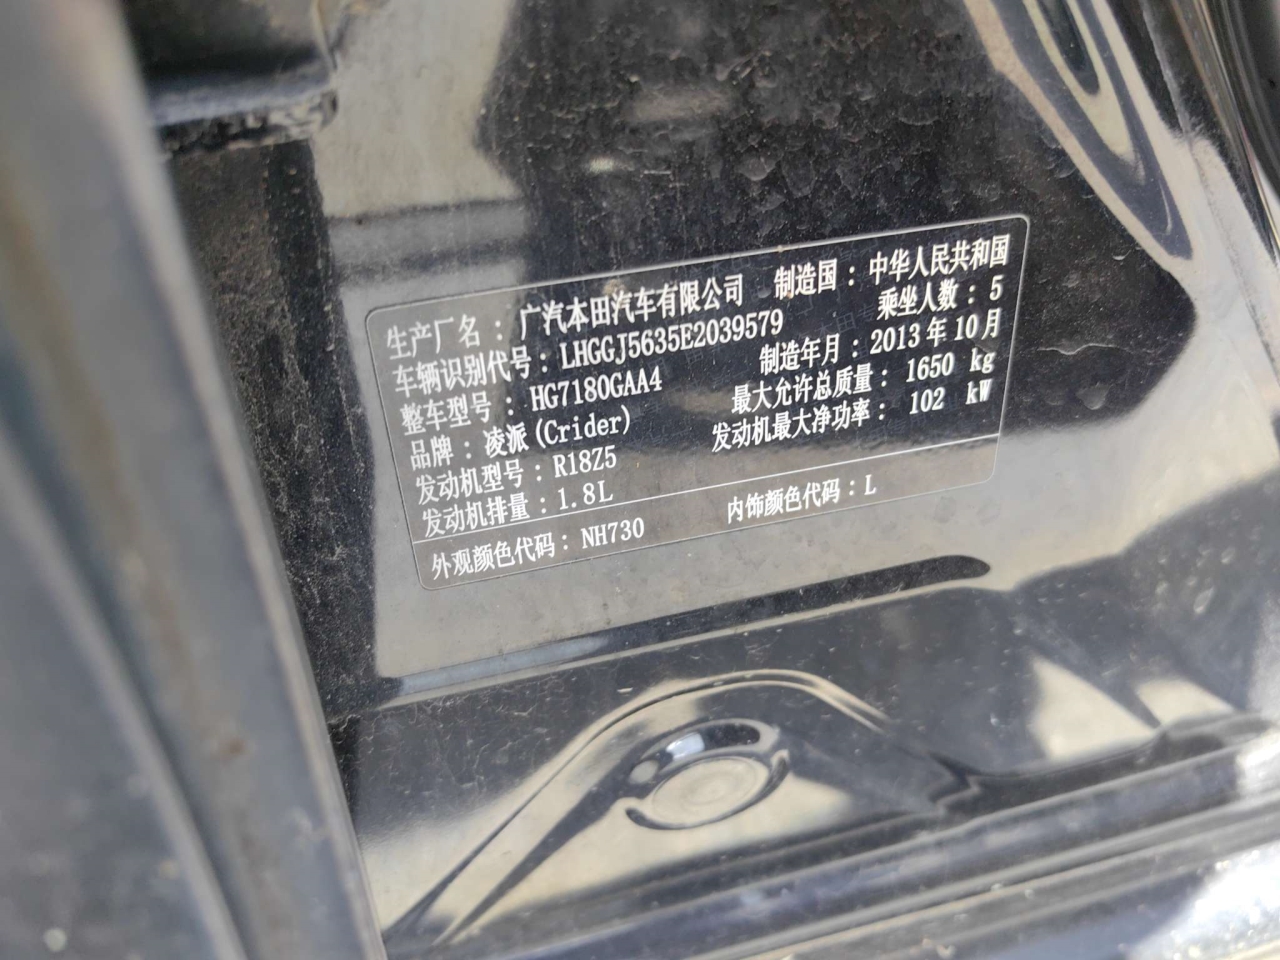 生产厂名：广汽本田汽车有限公司 制造国：中华人民共和国
车辆识别代号：LHGGJ5635E2039579 乘坐人数：5
整车型号：HG7180GAA4 制造年月：2013年10月
品牌：凌派(Crider) 最大允许总质量：1650 kg
发动机型号：R18Z5 发动机最大净功率：102 kW
发动机排量：1.8L
外观颜色代码：NH730 内饰颜色代码：L